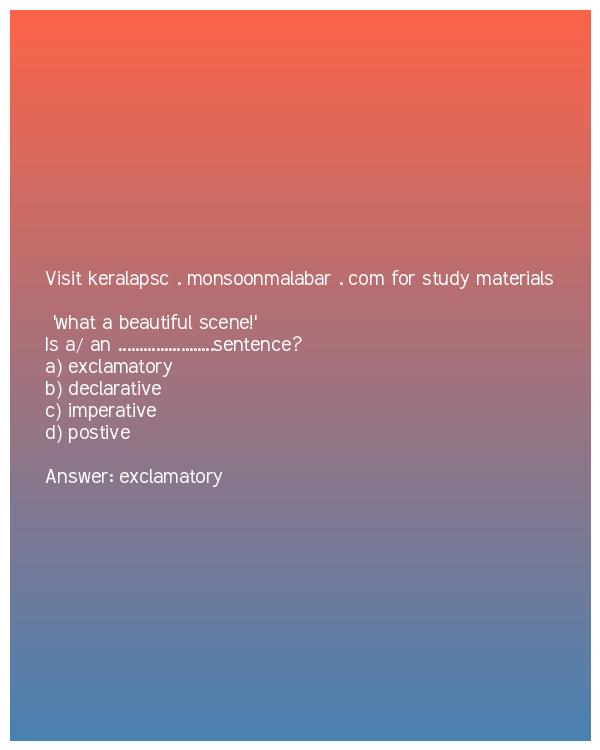 Visit keralapsc . monsoonmalabar . com for study materials
'what a beautiful scene!'
Is a/ an .......................sentence?
a) exclamatory
b) declarative
c) imperative
d) postive
Answer: exclamatory